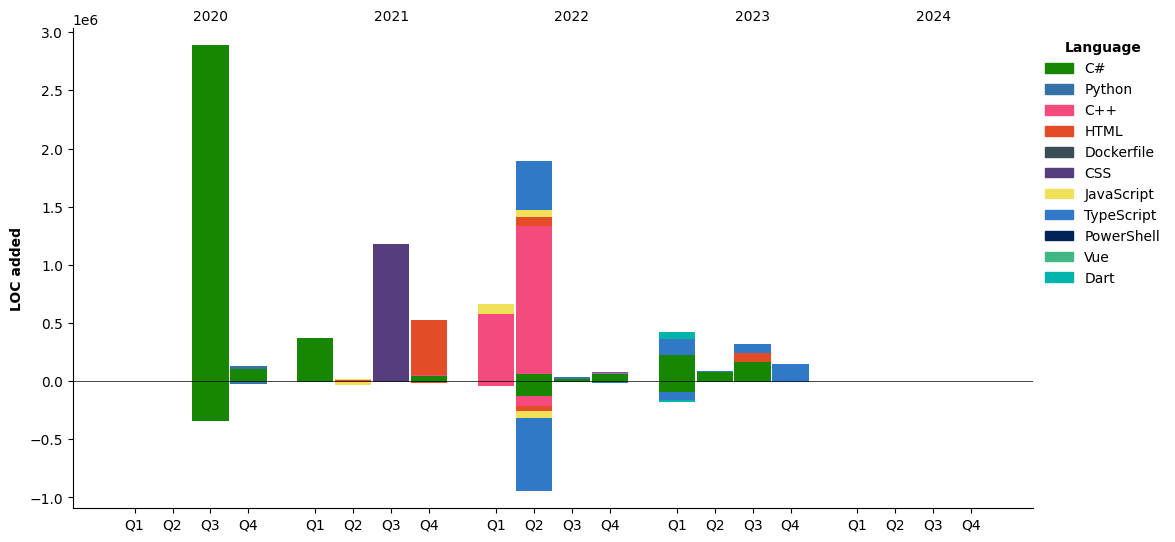 2020 2021 2022 2023 2024
1e6
3.0
2.5
2.0
1.5
1.0
0.5
0.0
−0.5
−1.0
LOC added
Q1 Q2 Q3 Q4 Q1 Q2 Q3 Q4 Q1 Q2 Q3 Q4 Q1 Q2 Q3 Q4 Q1 Q2 Q3 Q4
Language
C#
Python
C++
HTML
Dockerfile
CSS
JavaScript
TypeScript
PowerShell
Vue
Dart